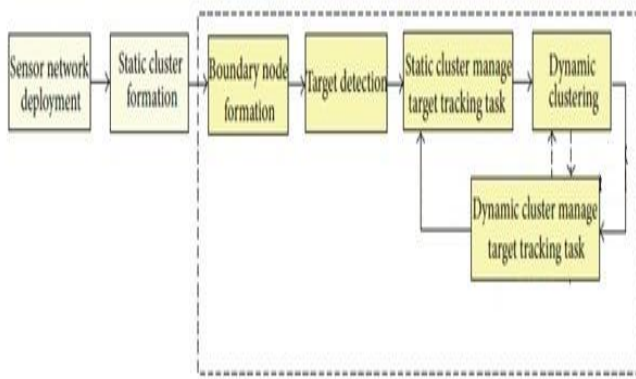 Sensor network
deployment
Static cluster
formation
Boundary node
formation
Target detection
Static cluster manage
target tracking task
Dynamic
clustering
Dynamic cluster manage
target tracking task